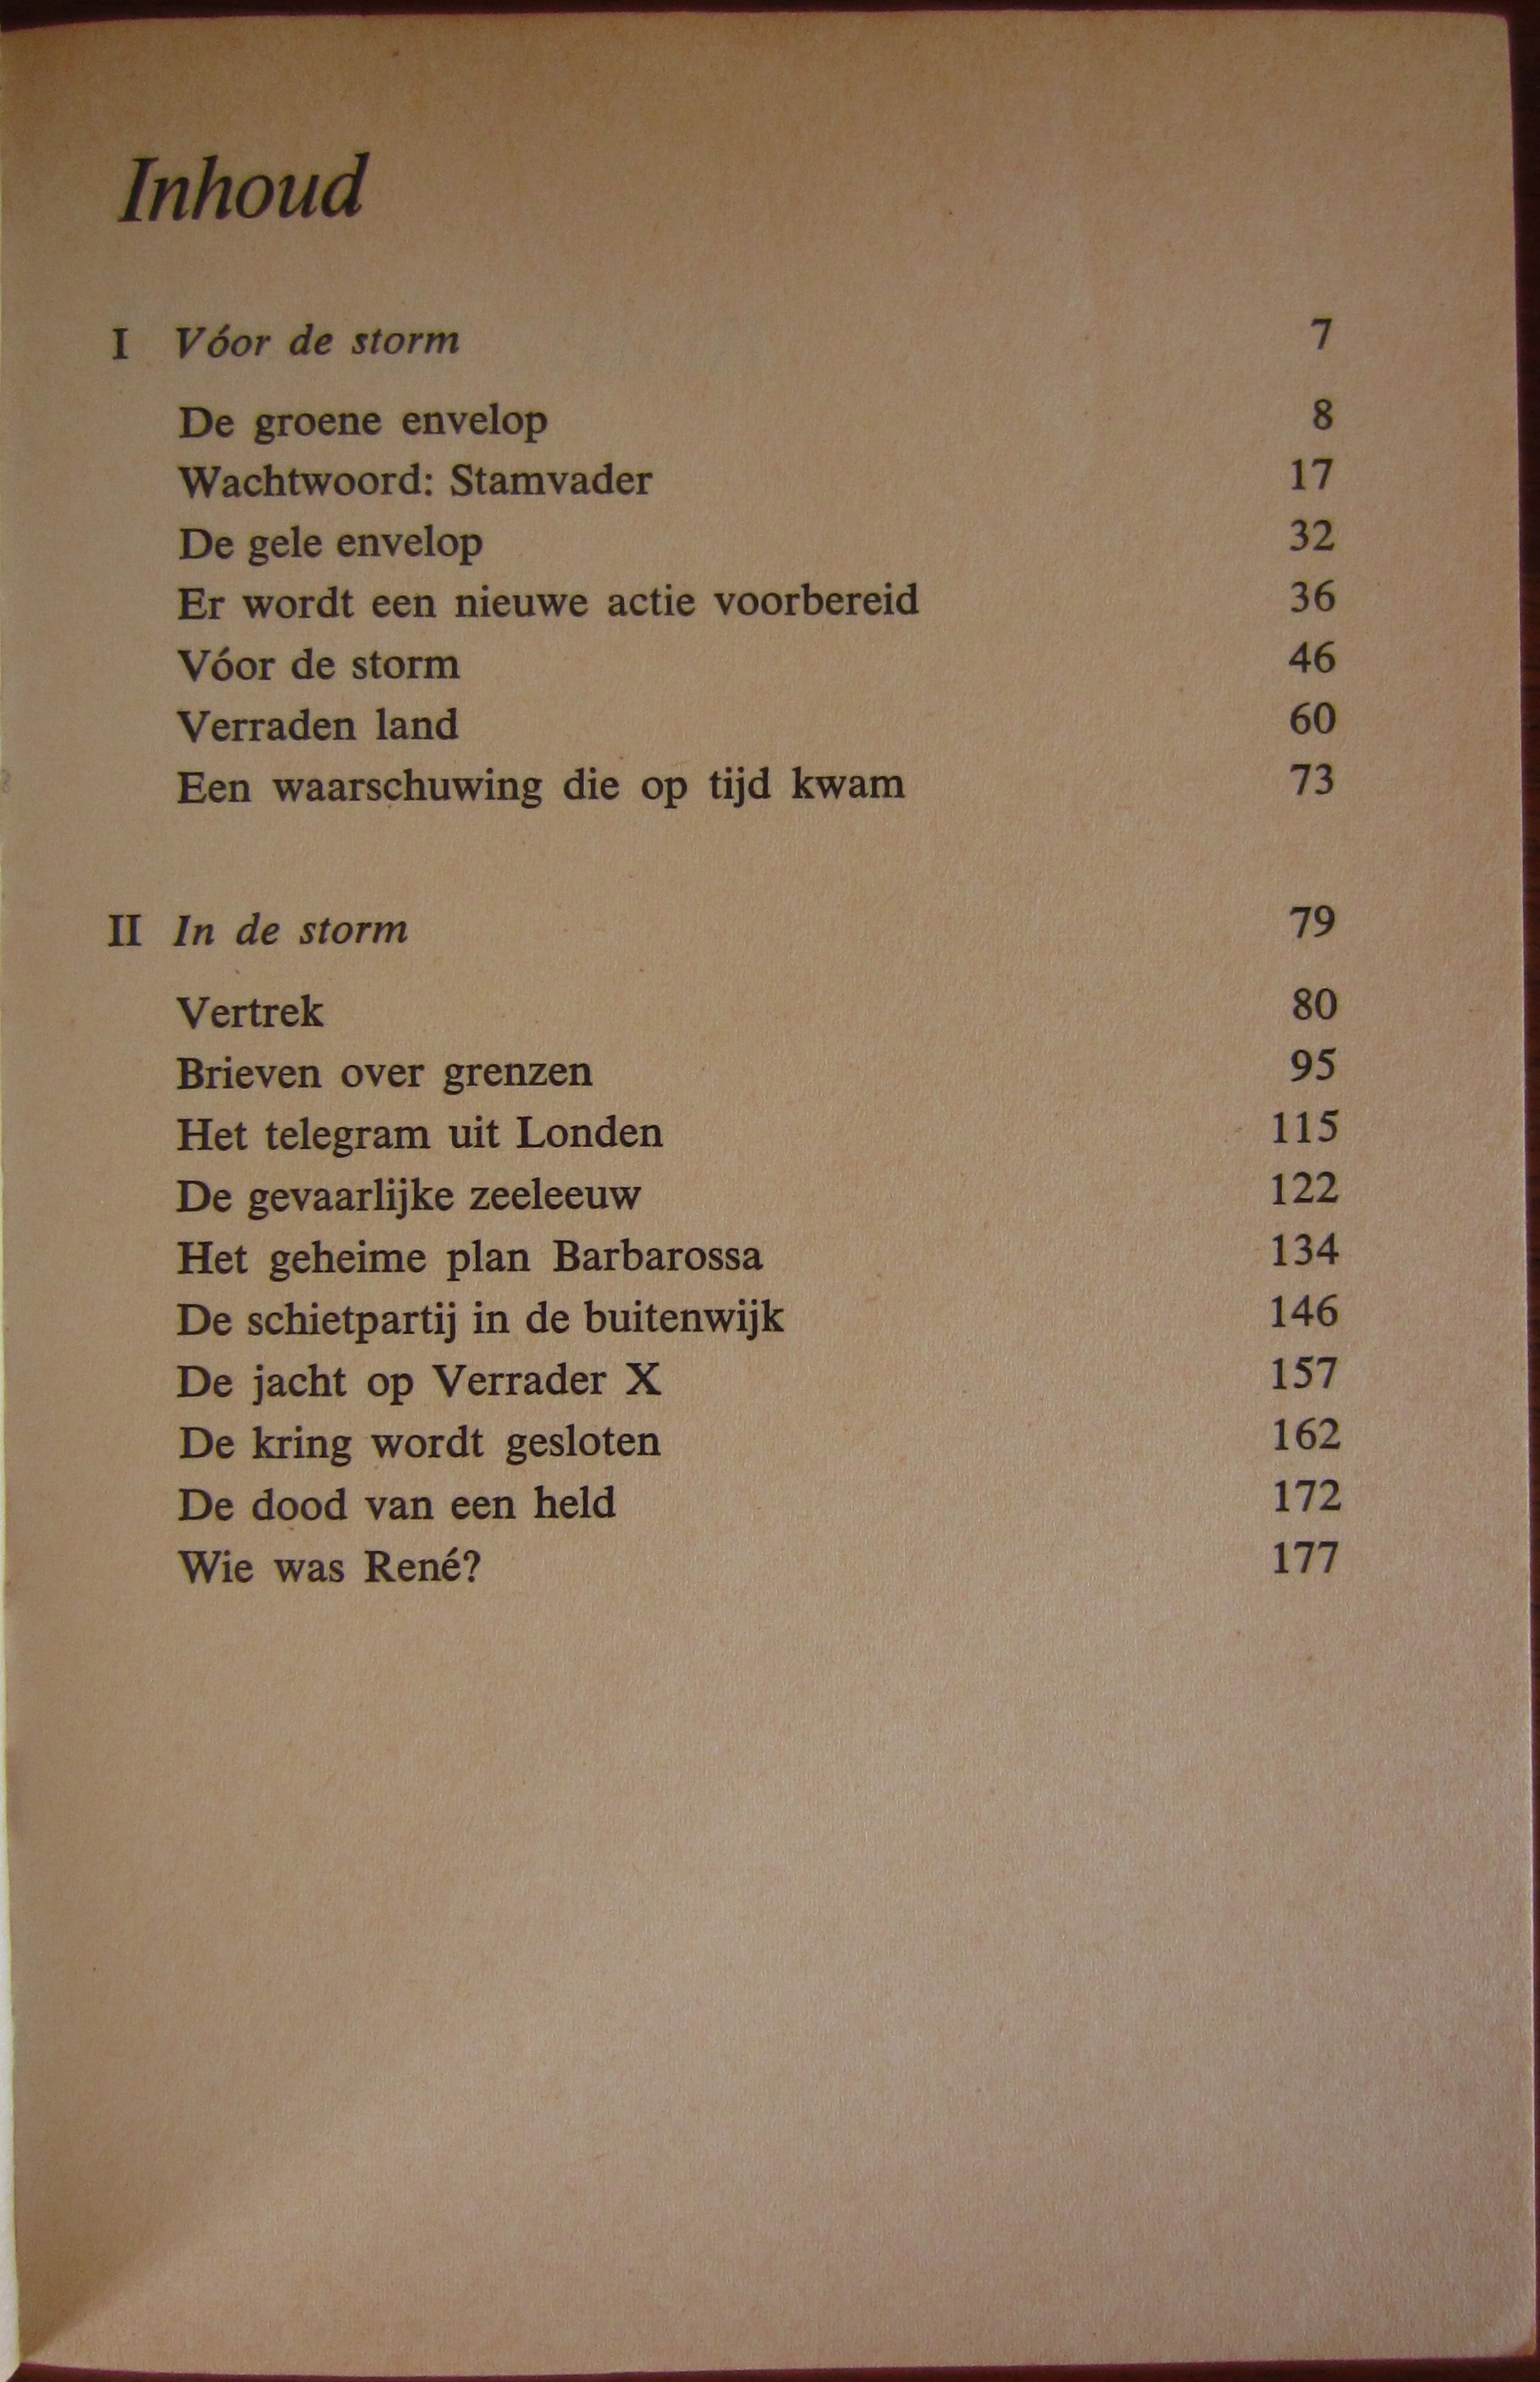 Inhoud
I Vóor de storm 7
De groene envelop 8
Wachtwoord: Stamvader 17
De gele envelop 32
Er wordt een nieuwe actie voorbereid 36
Vóor de storm 46
Verraden land 60
Een waarschuwing die op tijd kwam 73
II In de storm 79
Vertrek 80
Brieven over grenzen 95
Het telegram uit Londen 115
De gevaarlijke zeeleeuw 122
Het geheime plan Barbarossa 134
De schietpartij in de buitenwijk 146
De jacht op Verrader X 157
De kring wordt gesloten 162
De dood van een held 172
Wie was René? 177